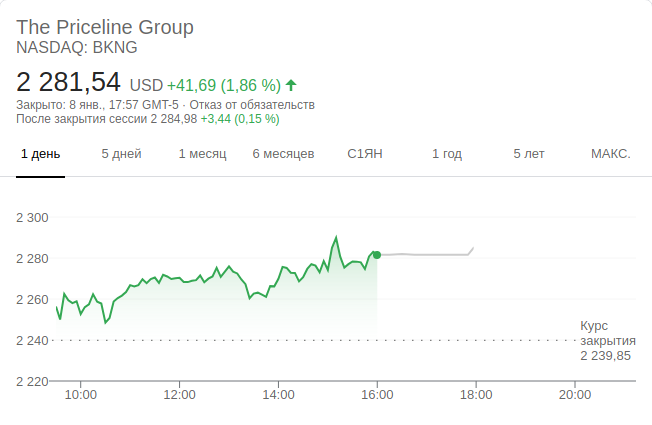 The Priceline Group
NASDAQ: BKNG
2 281,54 USD +41,69 (1,86 %)
Закрыто: 8 янв., 17:57 GMT-5 · Отказ от обязательств
После закрытия сессии 2 284,98 +3,44 (0,15 %)
1 день 5 дней 1 месяц 6 месяцев С1ЯН 1 год 5 лет МАКС.
2 300
2 280
2 260
Курс
2 240 закрытия
2 239,85
2 220
10:00 12:00 14:00 16:00 18:00 20:00